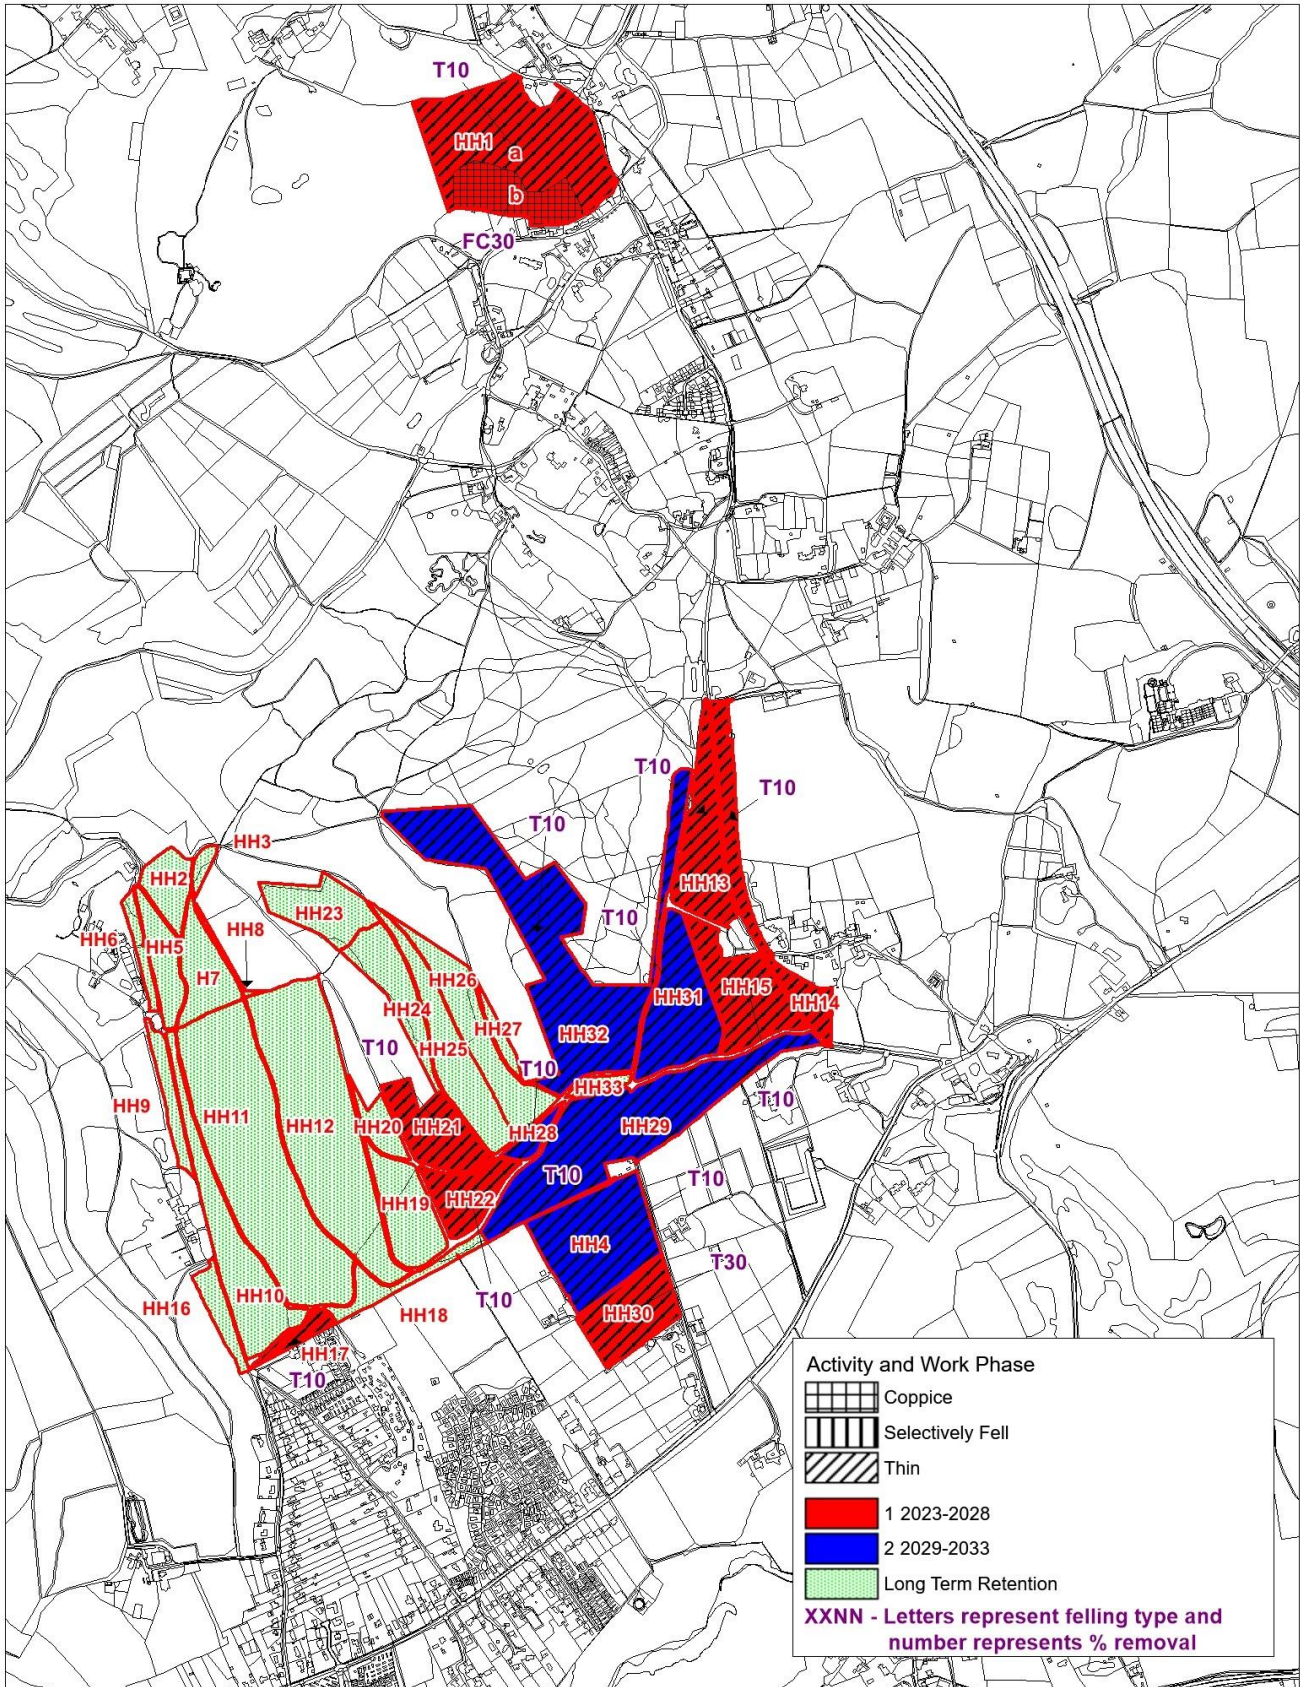 T10
HH1
a
b
FC30
T10
T10
T10
HH3
HH2
HH13
HH23
T10
HH8
HH6
HH5
H7
HH26
HH31
HH15
HH14
HH24
HH27
HH32
T10
HH25
T10
HH33
T10
HH9
HH11
HH12
HH20
HH21
HH28
HH29
T10
T10
HH19
HH22
HH4
T30
HH16
HH10
T10
HH18
HH30
HH17
T10
Activity and Work Phase
Coppice
Selectively Fell
Thin
1 2023-2028
2 2029-2033
Long Term Retention
XXNN - Letters represent felling type and
number represents % removal